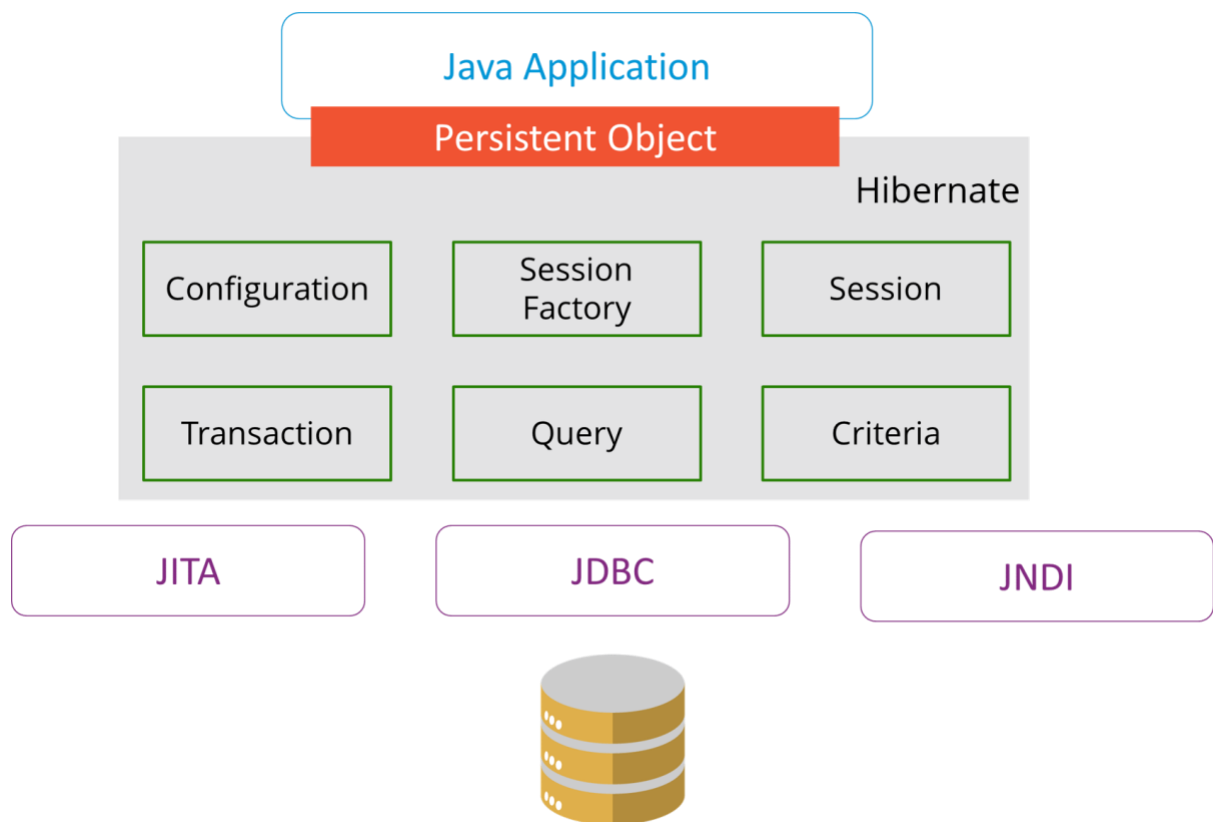 Java Application
Persistent Object
Hibernate
Configuration
Session
Factory
Session
Transaction
Query
Criteria
JITA
JDBC
JNDI